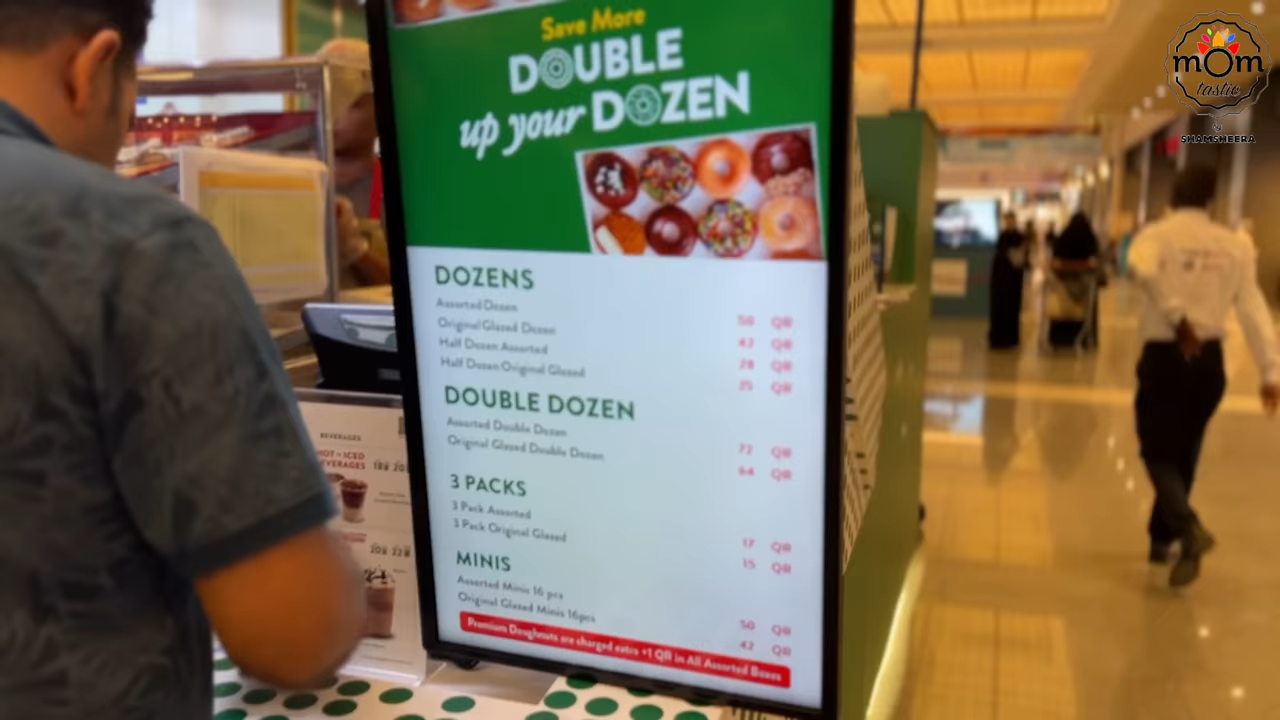 Save More
DOUBLE
up your DOZEN
DOZENS
Assorted Dozen 50 QR
Original Glazed Dozen 42 QR
Half Dozen Assorted 28 QR
Half Dozen Original Glazed 25 QR
DOUBLE DOZEN
Assorted Double Dozen 72 QR
Original Glazed Double Dozen 64 QR
3 PACKS
3 Pack Assorted 17 QR
3 Pack Original Glazed 15 QR
MINIS
Assorted Minis 16 pcs 50 QR
Original Glazed Minis 16pcs 42 QR
Premium Doughnuts are charged extra +1 QR in All Assorted Boxes
BEVERAGES
HOT ICED
BEVERAGES
mOm
tastic
By
SHAMSHEERA